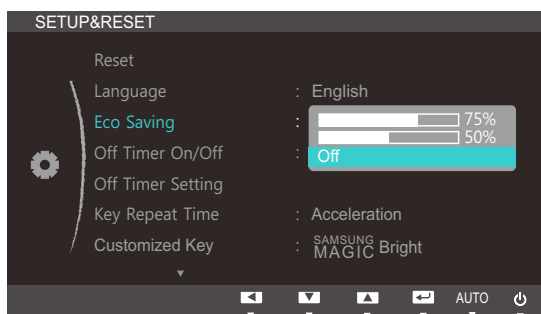 SETUP&RESET
Reset
Language : English
Eco Saving : 75%
50%
Off Timer On/Off : Off
Off Timer Setting
Key Repeat Time : Acceleration
Customized Key : SAMSUNG MAGIC Bright
AUTO